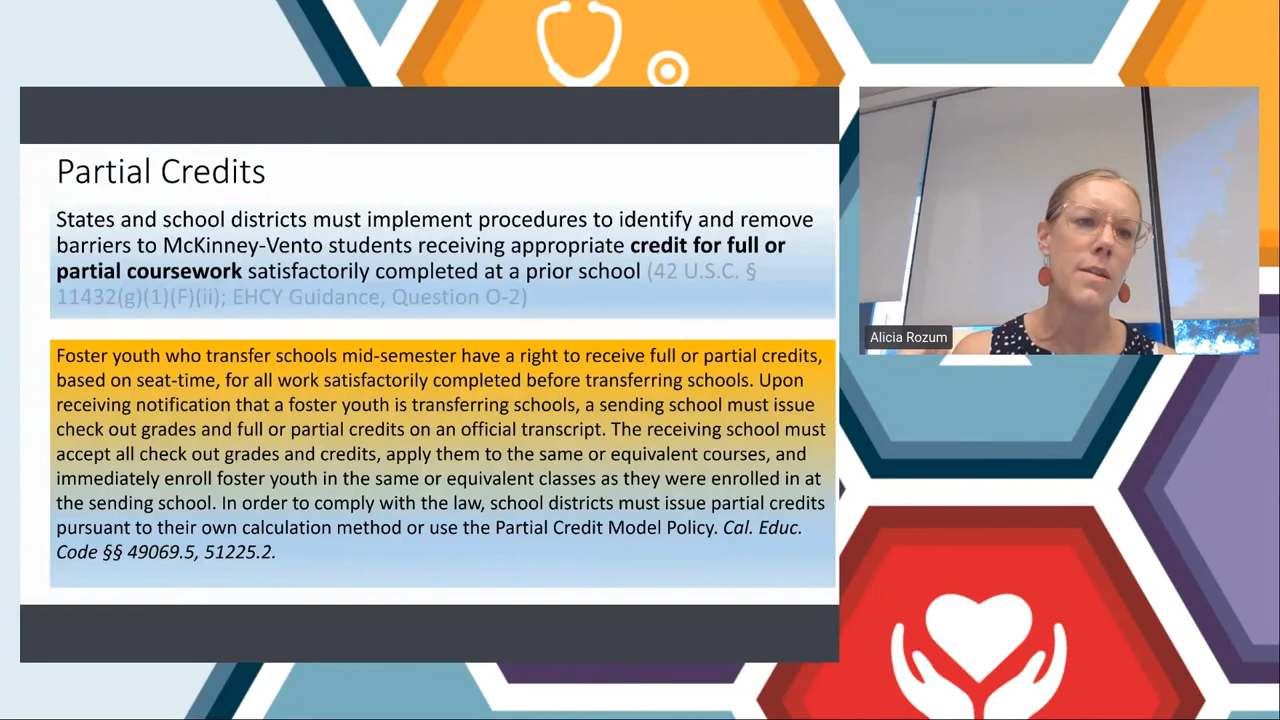 Partial Credits
States and school districts must implement procedures to identify and remove
barriers to McKinney-Vento students receiving appropriate credit for full or
partial coursework satisfactorily completed at a prior school (42 U.S.C. §
11432(g)(1)(F)(ii); EHCY Guidance, Question O-2)
Foster youth who transfer schools mid-semester have a right to receive full or partial credits,
based on seat-time, for all work satisfactorily completed before transferring schools. Upon
receiving notification that a foster youth is transferring schools, a sending school must issue
check out grades and full or partial credits on an official transcript. The receiving school must
accept all check out grades and credits, apply them to the same or equivalent courses, and
immediately enroll foster youth in the same or equivalent classes as they were enrolled in at
the sending school. In order to comply with the law, school districts must issue partial credits
pursuant to their own calculation method or use the Partial Credit Model Policy. Cal. Educ.
Code §§ 49069.5, 51225.2.
Alicia Rozum